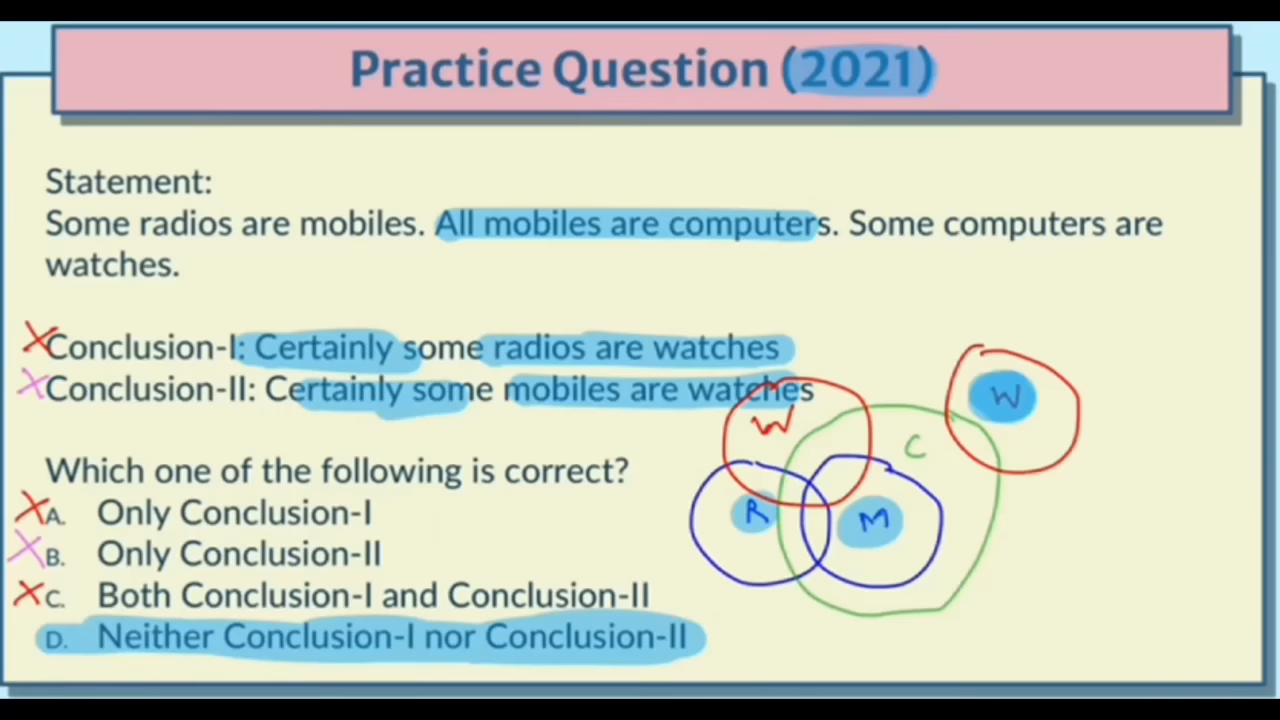 Practice Question (2021)
Statement:
Some radios are mobiles. All mobiles are computers. Some computers are
watches.
Conclusion-I: Certainly some radios are watches
Conclusion-II: Certainly some mobiles are watches
Which one of the following is correct?
A. Only Conclusion-I
B. Only Conclusion-II
C. Both Conclusion-I and Conclusion-II
D. Neither Conclusion-I nor Conclusion-II
W
W
C
R
M